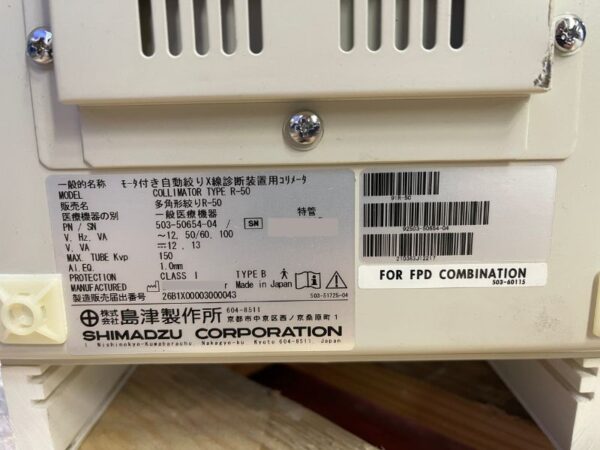 一般的名称 モータ付き自動絞りX線診断装置用コリメータ
MODEL COLLIMATOR TYPE R-50
販売名 多角形絞りR-50
医療機器の別 一般医療機器 特管
PN / SN 503-50654-04 / SN
V. Hz. VA ~12, 50/60, 100
V. VA ⎓12, 13
MAX. TUBE Kvp 150
Al.EQ. 1.0mm
PROTECTION CLASS I TYPE B
MANUFACTURED r Made in Japan
製造販売届出番号 26B1X00003000043 503-51725-04
株式会社 島津製作所 604-8511 京都市中京区西ノ京桑原町1
SHIMADZU CORPORATION
1 Nishinokyo-Kuwabaracho, Nakagyo-ku Kyoto 604-8511, Japan
91R-50
92503-50654-04
FOR FPD COMBINATION
503-60115